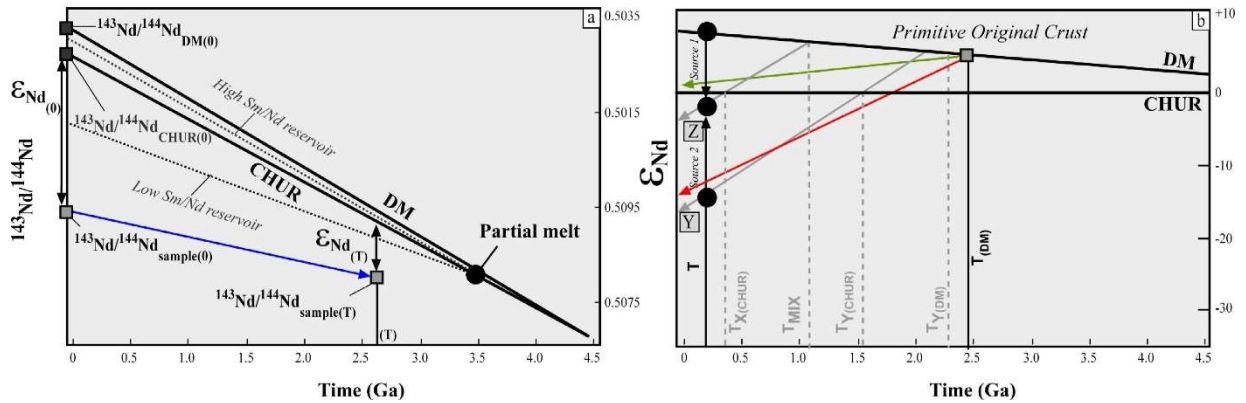 a
0.5035
0.5015
0.5095
0.5075
143Nd/144Nd
εNd(0)
143Nd/144NdDM(0)
143Nd/144NdCHUR(0)
High Sm/Nd reservoir
CHUR
DM
Low Sm/Nd reservoir
Partial melt
εNd(T)
143Nd/144Nd
sample(0)
143Nd/144Nd
sample(T)
(T)
0 0.5 1.0 1.5 2.0 2.5 3.0 3.5 4.0 4.5
Time (Ga)
b
+10
0
-10
-20
-30
εNd
Primitive Original Crust
DM
CHUR
Source 1
Z
Source 2
Y
T
TX(CHUR)
TMIX
TY(CHUR)
TY(DM)
T(DM)
0 0.5 1.0 1.5 2.0 2.5 3.0 3.5 4.0 4.5
Time (Ga)